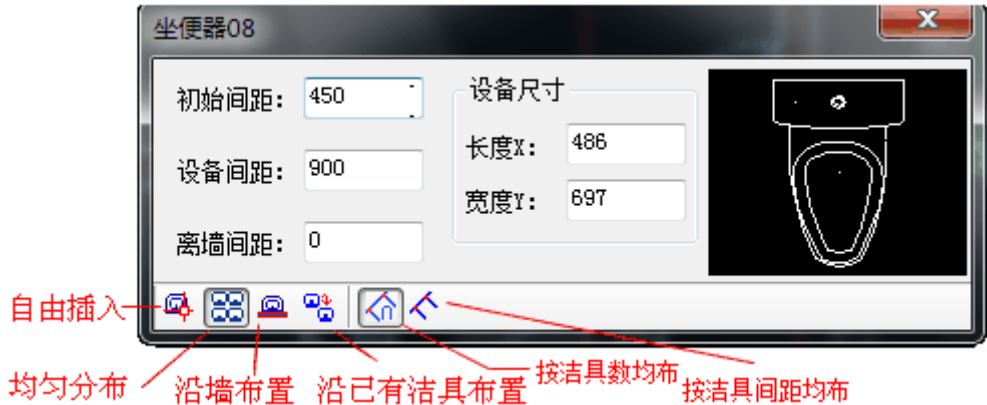 坐便器08
初始间距： 450
设备间距： 900
离墙间距： 0
设备尺寸
长度X： 486
宽度Y： 697
自由插入
均匀分布
沿墙布置
沿已有洁具布置
按洁具数均布
按洁具间距均布